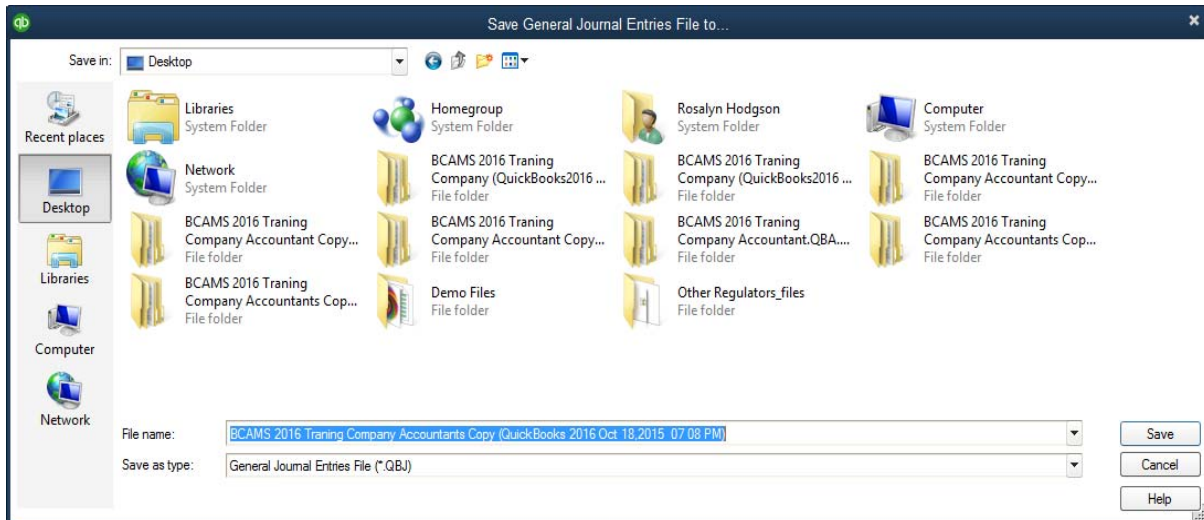 qb
Save General Journal Entries File to...
Save in:
Desktop
Recent places
Desktop
Libraries
Computer
Network
Libraries
System Folder
Homegroup
System Folder
Rosalyn Hodgson
System Folder
Computer
System Folder
Network
System Folder
BCAMS 2016 Traning
Company (QuickBooks2016 ...
File folder
BCAMS 2016 Traning
Company (QuickBooks2016 ...
File folder
BCAMS 2016 Traning
Company Accountant Copy...
File folder
BCAMS 2016 Traning
Company Accountant Copy...
File folder
BCAMS 2016 Traning
Company Accountant Copy...
File folder
BCAMS 2016 Traning
Company Accountant.QBA....
File folder
BCAMS 2016 Traning
Company Accountants Cop...
File folder
BCAMS 2016 Traning
Company Accountants Cop...
File folder
Demo Files
File folder
Other Regulators_files
File folder
File name:
BCAMS 2016 Traning Company Accountants Copy (QuickBooks 2016 Oct 18,2015 07 08 PM)
Save as type:
General Journal Entries File (*.QBJ)
Save
Cancel
Help